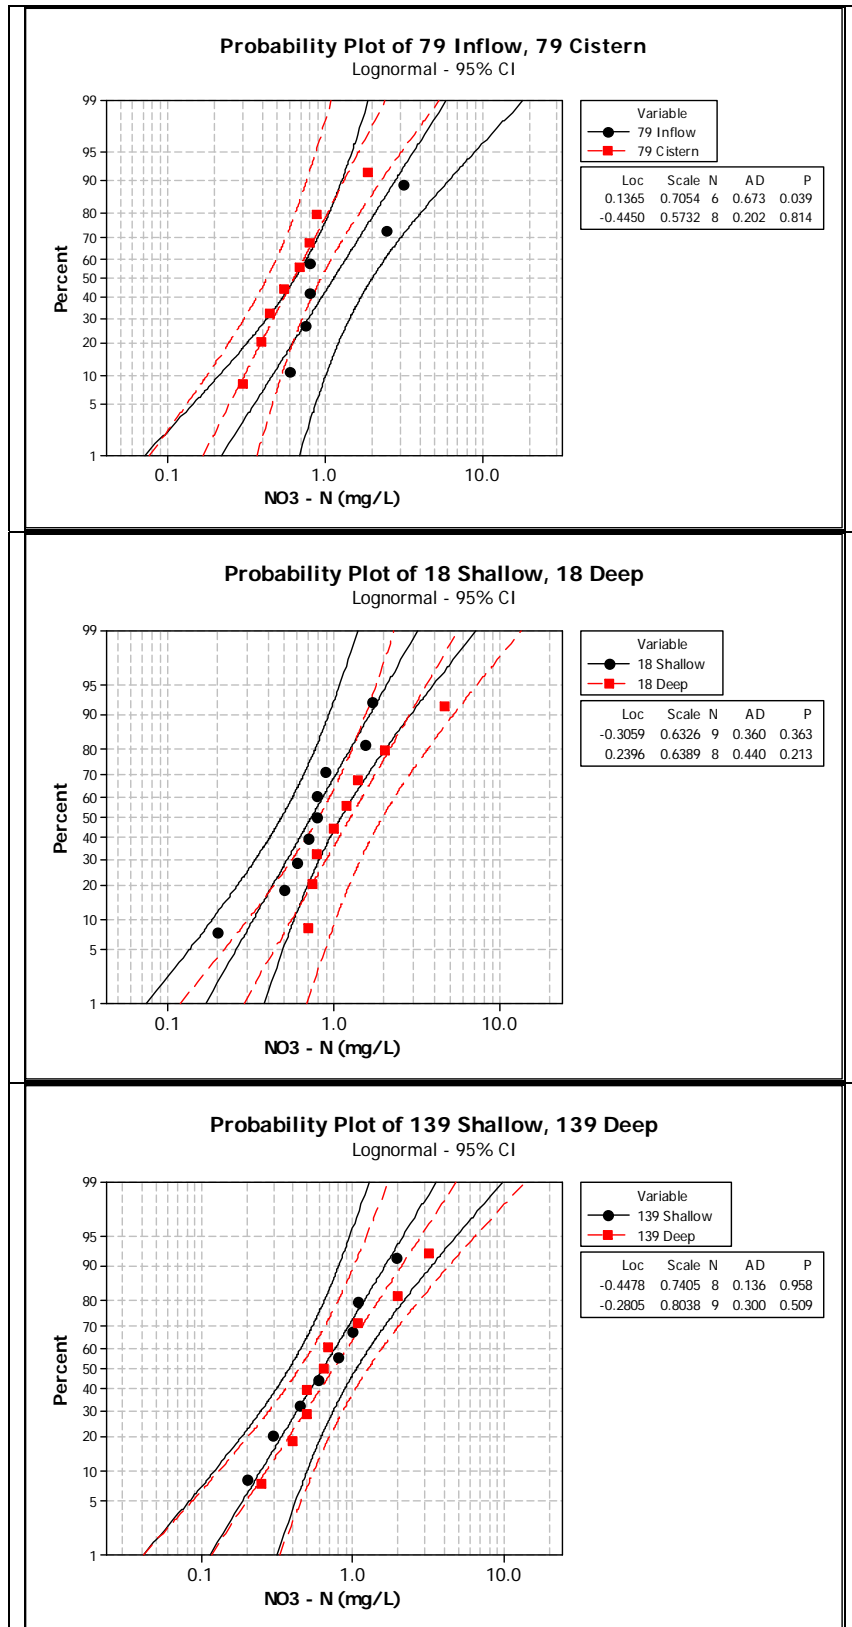 Probability Plot of 79 Inflow, 79 Cistern
Lognormal - 95% CI
99
95
90
80
70
60
50
40
30
20
10
5
1
Percent
0.1 1.0 10.0
NO3 - N (mg/L)
Variable
79 Inflow
79 Cistern
Loc Scale N AD P
0.1365 0.7054 6 0.673 0.039
-0.4450 0.5732 8 0.202 0.814
Probability Plot of 18 Shallow, 18 Deep
Lognormal - 95% CI
99
95
90
80
70
60
50
40
30
20
10
5
1
Percent
0.1 1.0 10.0
NO3 - N (mg/L)
Variable
18 Shallow
18 Deep
Loc Scale N AD P
-0.3059 0.6326 9 0.360 0.363
0.2396 0.6389 8 0.440 0.213
Probability Plot of 139 Shallow, 139 Deep
Lognormal - 95% CI
99
95
90
80
70
60
50
40
30
20
10
5
1
Percent
0.1 1.0 10.0
NO3 - N (mg/L)
Variable
139 Shallow
139 Deep
Loc Scale N AD P
-0.4478 0.7405 8 0.136 0.958
-0.2805 0.8038 9 0.300 0.509